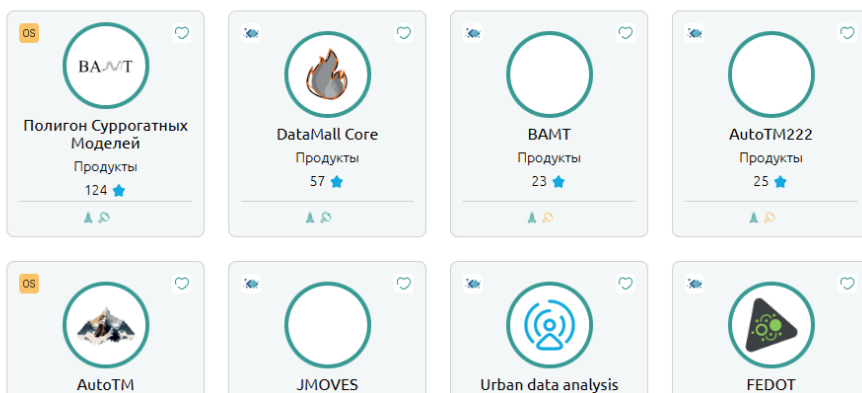 OS
BAMT
Полигон Суррогатных
Моделей
Продукты
124
DataMall Core
Продукты
57
BAMT
Продукты
23
AutoTM222
Продукты
25
OS
AutoTM
JMOVES
Urban data analysis
FEDOT